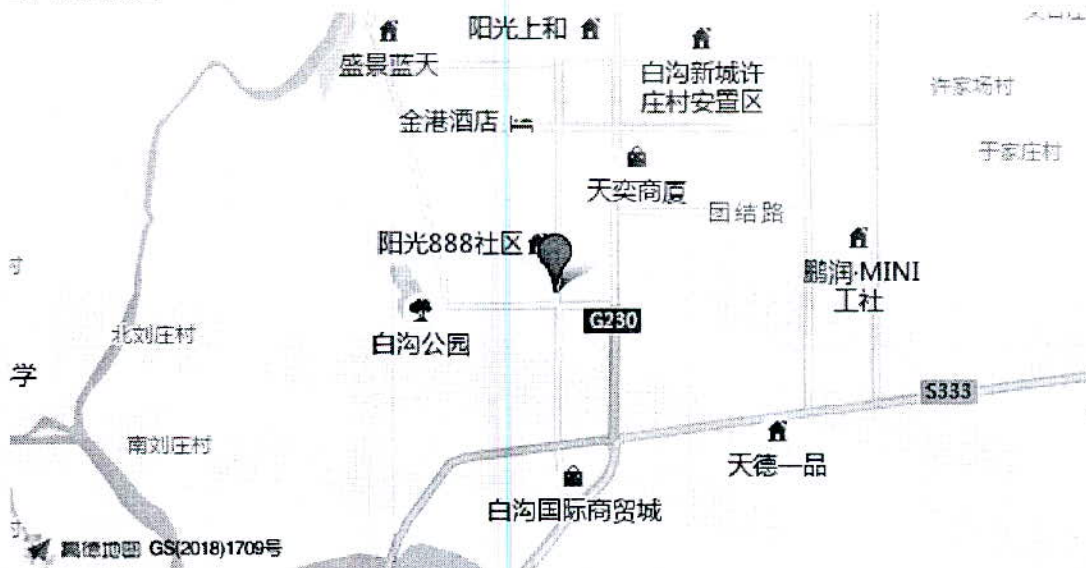 阳光上和
盛景蓝天
白沟新城许
庄村安置区
许家场村
金港酒店
于家庄村
天奕商厦
团结路
阳光888社区
鹏润·MINI
工社
村
G230
白沟公园
北刘庄村
学
S333
南刘庄村
天德一品
白沟国际商贸城
村
高德地图 GS(2018)1709号